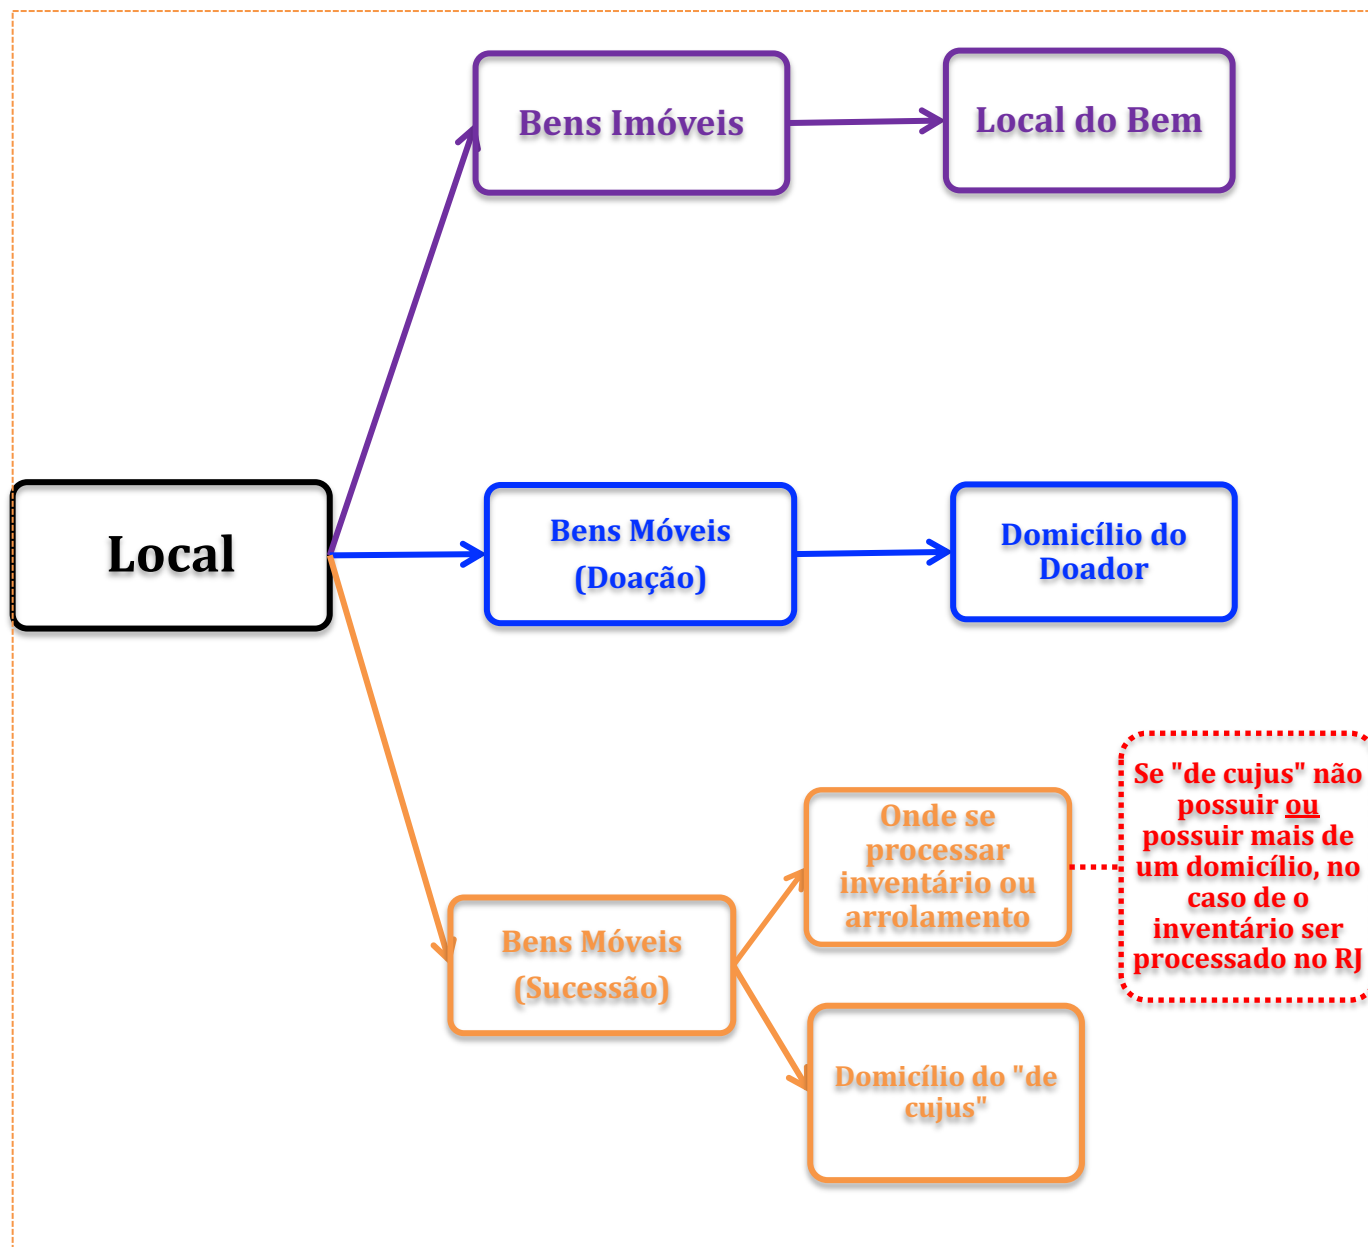 Bens Imóveis
Local do Bem
Local
Bens Móveis
(Doação)
Domicílio do
Doador
Bens Móveis
(Sucessão)
Onde se
processar
inventário ou
arrolamento
Se "de cujus" não
possuir ou
possuir mais de
um domicílio, no
caso de o
inventário ser
processado no RJ
Domicílio do "de
cujus"